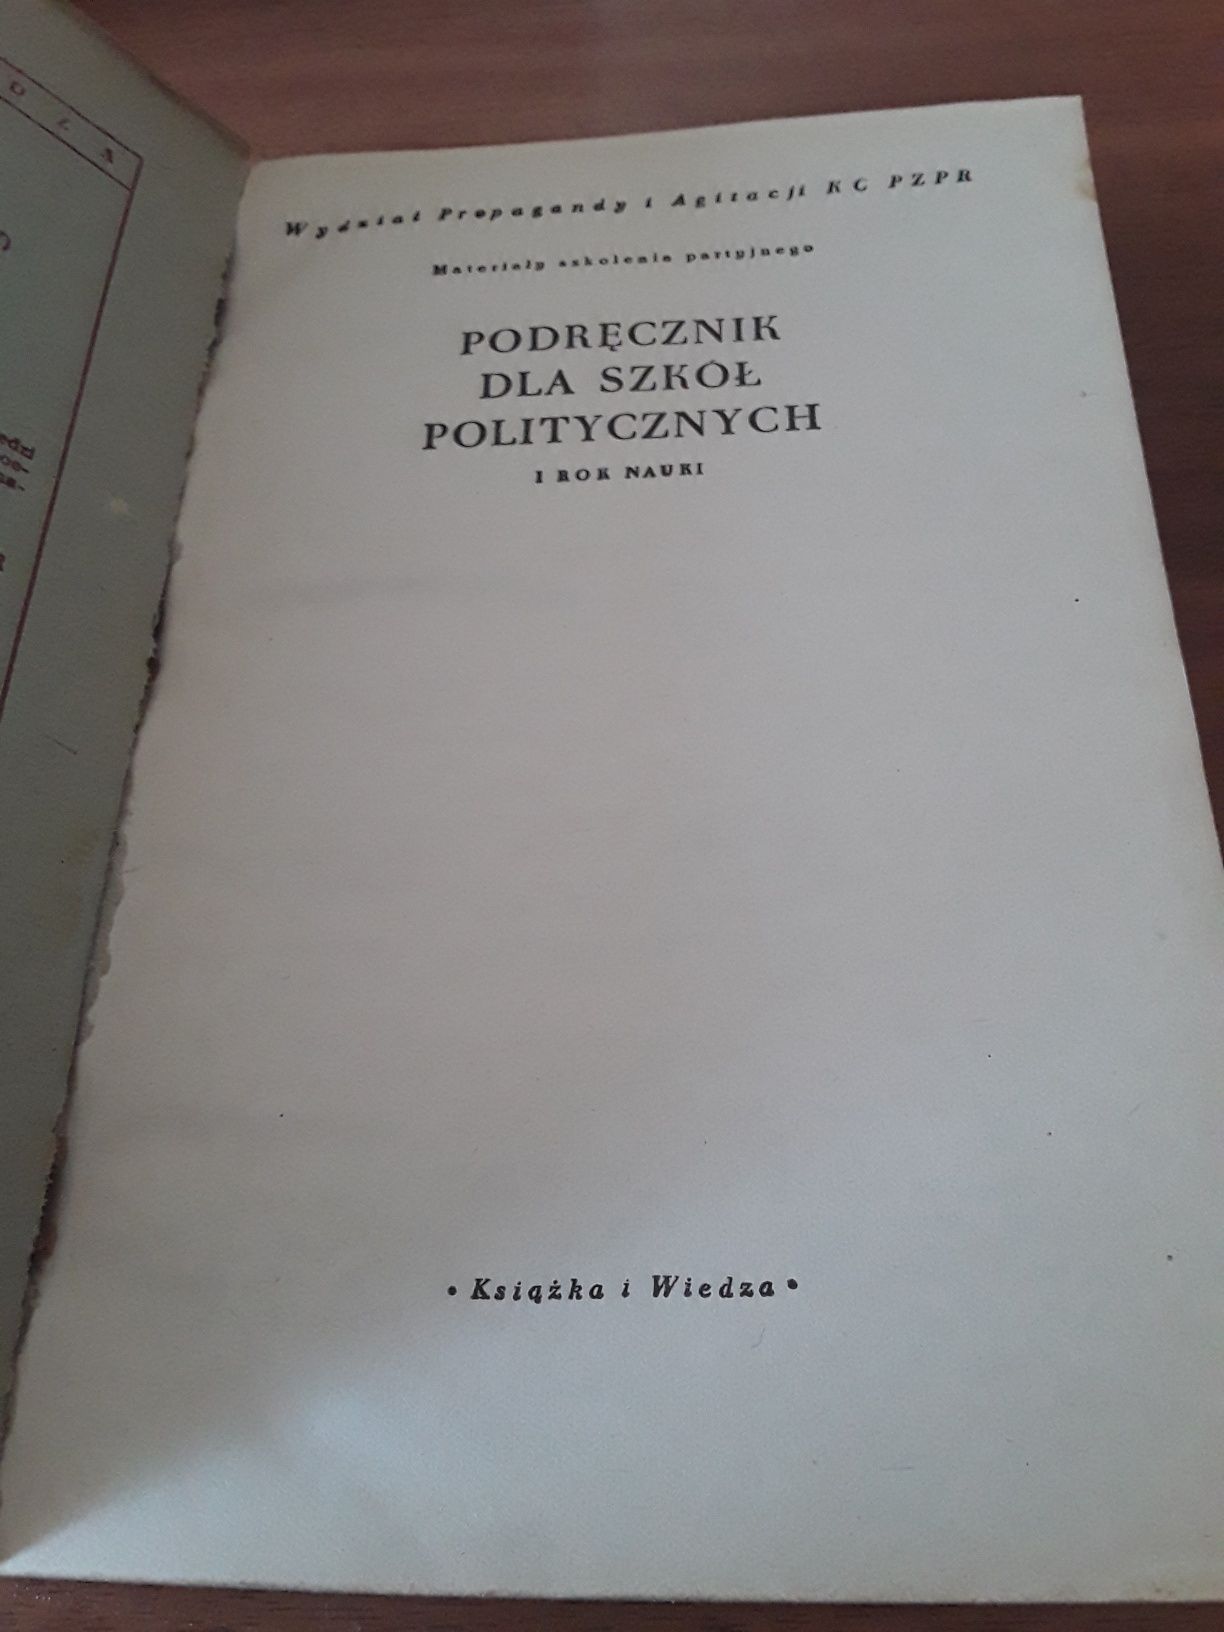 D Z A
Wydział Propagandy i Agitacji KC PZPR
Materiały szkolenia partyjnego
PODRĘCZNIK
DLA SZKÓŁ
POLITYCZNYCH
I ROK NAUKI
• Książka i Wiedza •